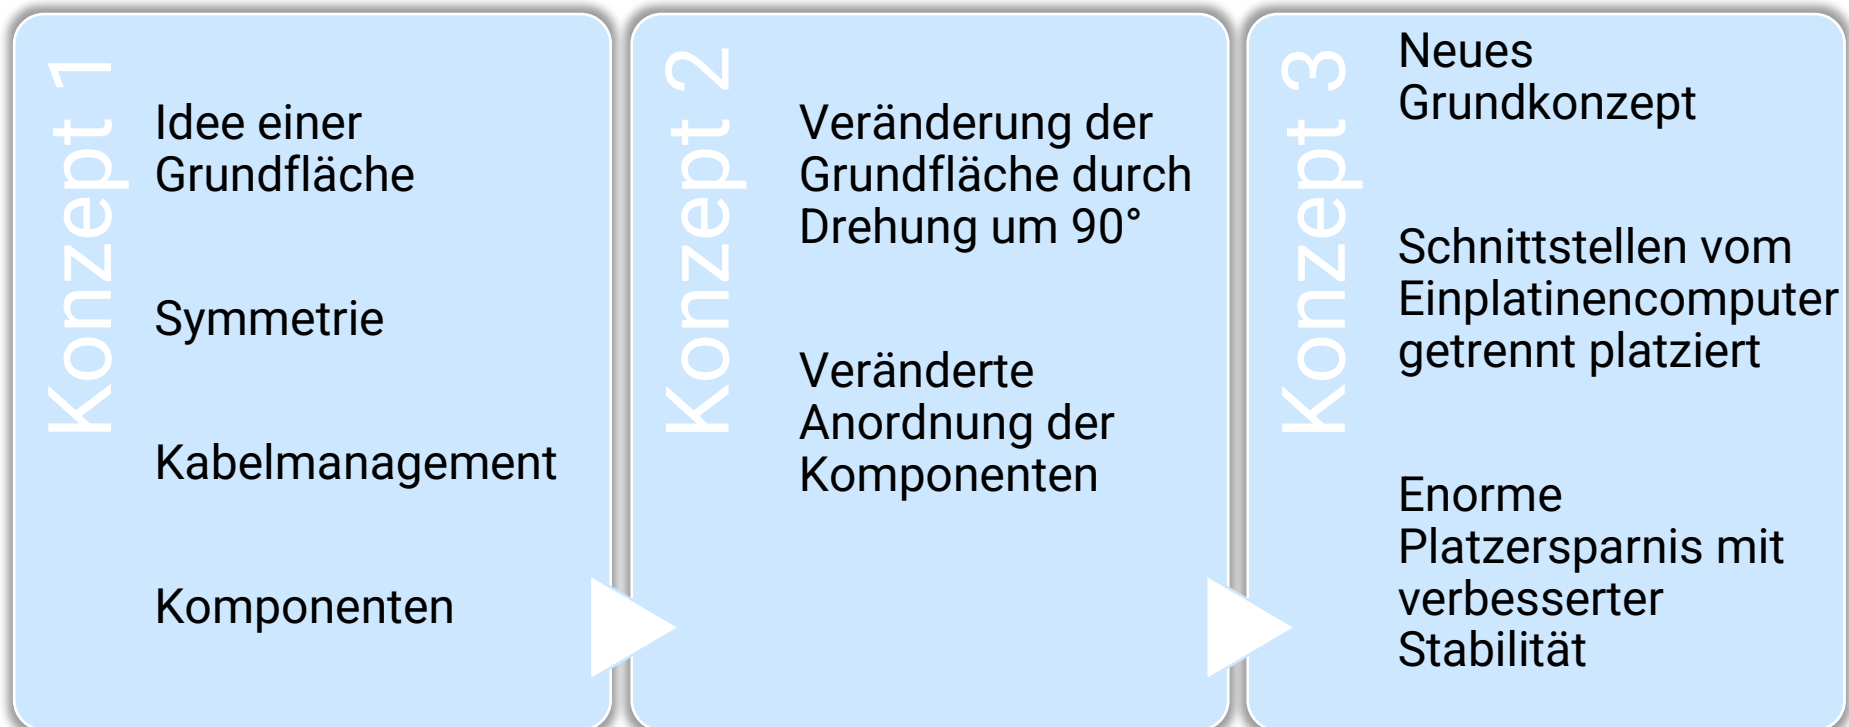 Konzept 1
Idee einer
Grundfläche
Symmetrie
Kabelmanagement
Komponenten
Konzept 2
Veränderung der
Grundfläche durch
Drehung um 90°
Veränderte
Anordnung der
Komponenten
Konzept 3
Neues
Grundkonzept
Schnittstellen vom
Einplatinencomputer
getrennt platziert
Enorme
Platzersparnis mit
verbesserter
Stabilität